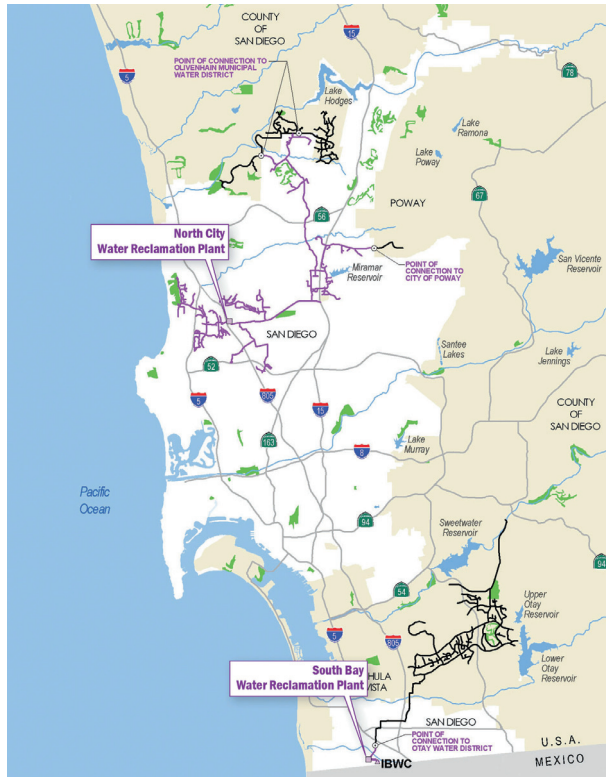 COUNTY
OF
SAN DIEGO
15
5
78
POINT OF CONNECTION TO
OLIVENHAIN MUNICIPAL
WATER DISTRICT
Lake
Hodges
Lake
Ramona
Lake
Poway
67
POWAY
56
North City
Water Reclamation Plant
POINT OF
CONNECTION TO
CITY OF POWAY
Miramar
Reservoir
San Vicente
Reservoir
SAN DIEGO
Santee
Lakes
Lake
Jennings
52
5
805
15
COUNTY
OF
SAN DIEGO
163
8
Lake
Murray
Pacific
Ocean
94
Sweetwater
Reservoir
94
54
Upper
Otay
Reservoir
5
805
South Bay
Water Reclamation Plant
HULA
VISTA
Lower
Otay
Reservoir
SAN DIEGO
POINT OF
CONNECTION TO
OTAY WATER DISTRICT
IBWC
U.S.A.
MEXICO